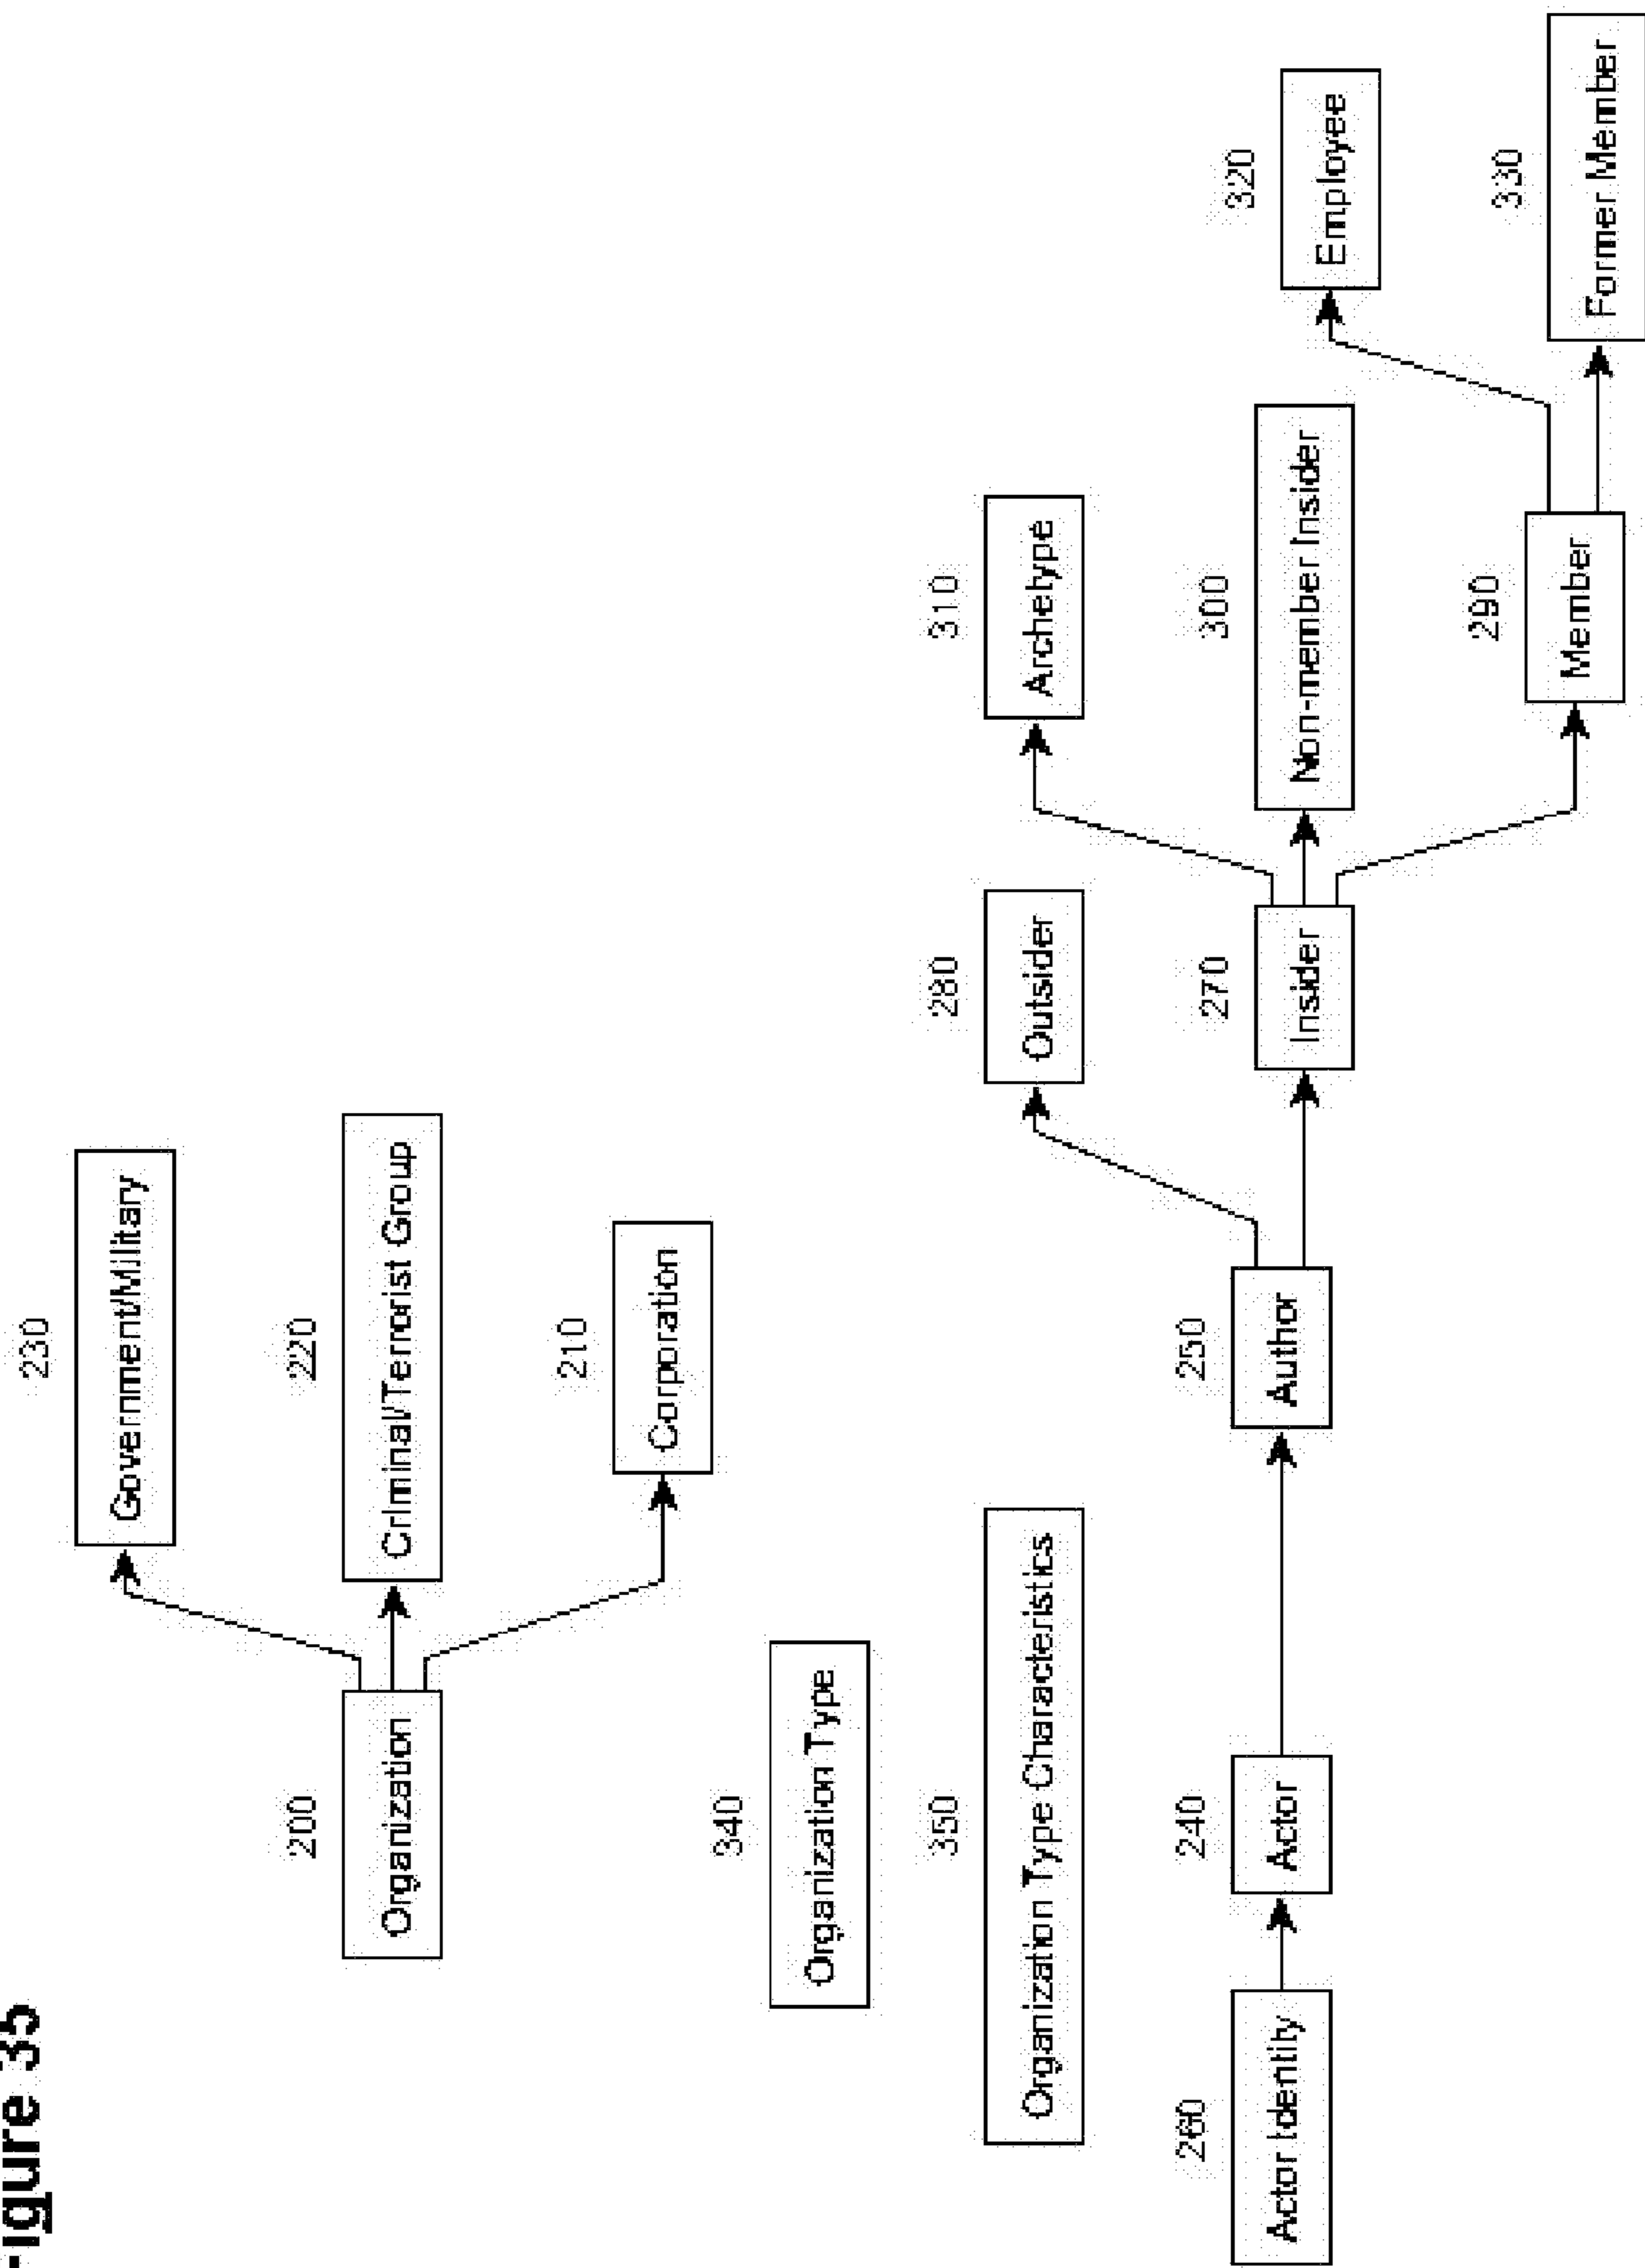 Figure 35
230
Government/Military
200
220
Organization
Criminal/Terrorist Group
210
Corporation
340
Organization Type
350
280
310
Organization Type Characteristics
Outsider
Archetype
260
240
250
270
300
320
Actor Identity
Actor
Author
Insider
Non-member Insider
Employee
290
330
Member
Former Member